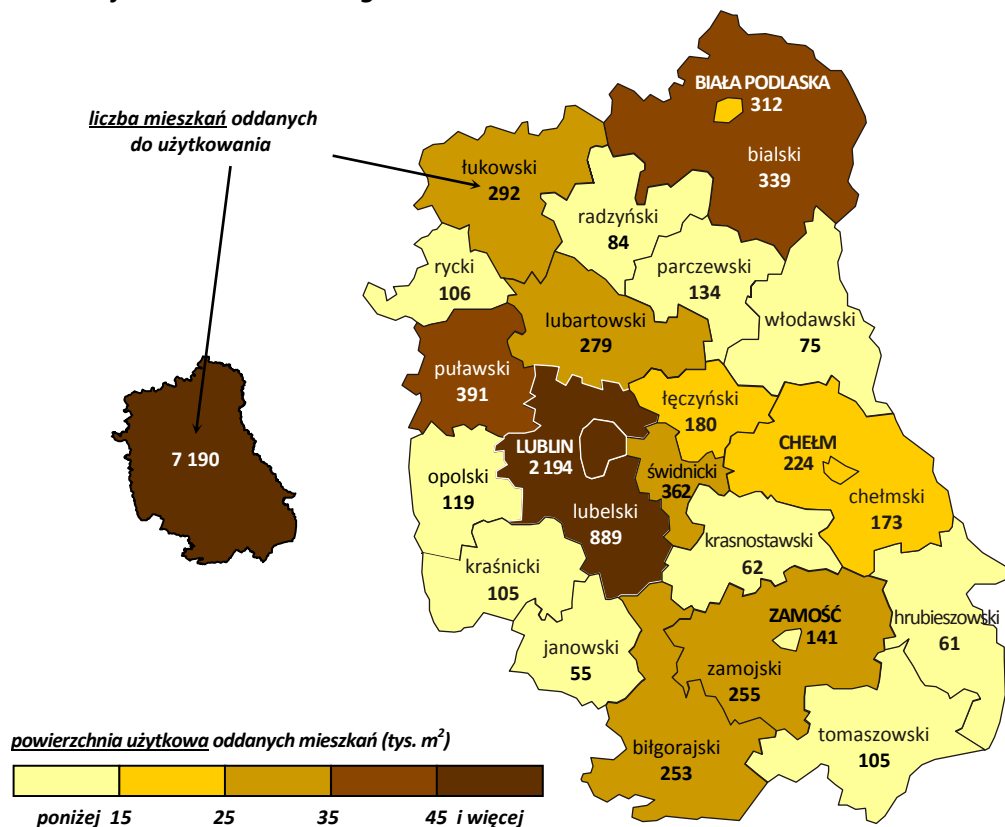 BIAŁA PODLASKA
312
liczba mieszkań oddanych
do użytkowania
bialski
339
łukowski
292
radzyński
84
rycki
106
parczewski
134
lubartowski
279
włodawski
75
puławski
391
łęczyński
180
7 190
LUBLIN
2 194
CHEŁM
224
świdnicki
362
opolski
119
chełmski
173
lubelski
889
krasnostawski
62
kraśnicki
105
ZAMOŚĆ
141
hrubieszowski
61
janowski
55
zamojski
255
tomaszowski
105
biłgorajski
253
powierzchnia użytkowa oddanych mieszkań (tys. m²)
poniżej 15 25 35 45 i więcej